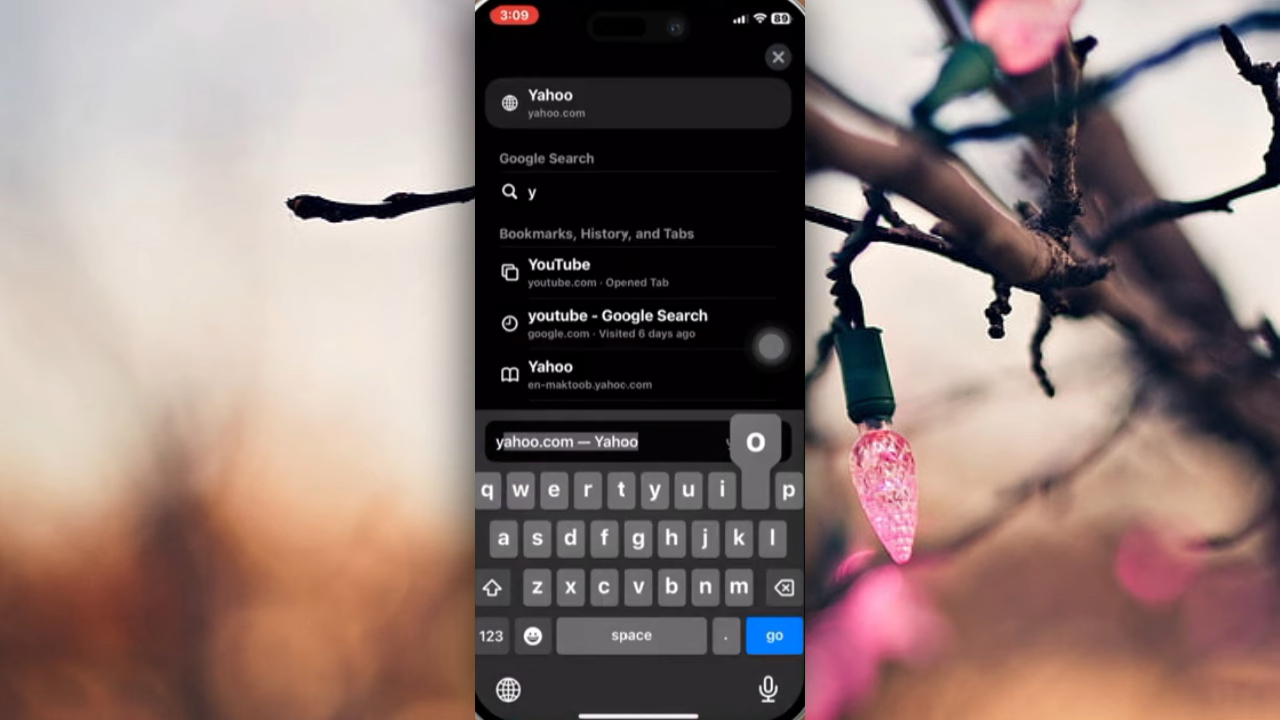 3:09
89
Yahoo
yahoo.com
Google Search
y
Bookmarks, History, and Tabs
YouTube
youtube.com · Opened Tab
youtube - Google Search
google.com · Visited 6 days ago
Yahoo
en-maktoob.yahoo.com
yahoo.com — Yahoo
o
q w e r t y u i p
a s d f g h j k l
z x c v b n m
123 space . go